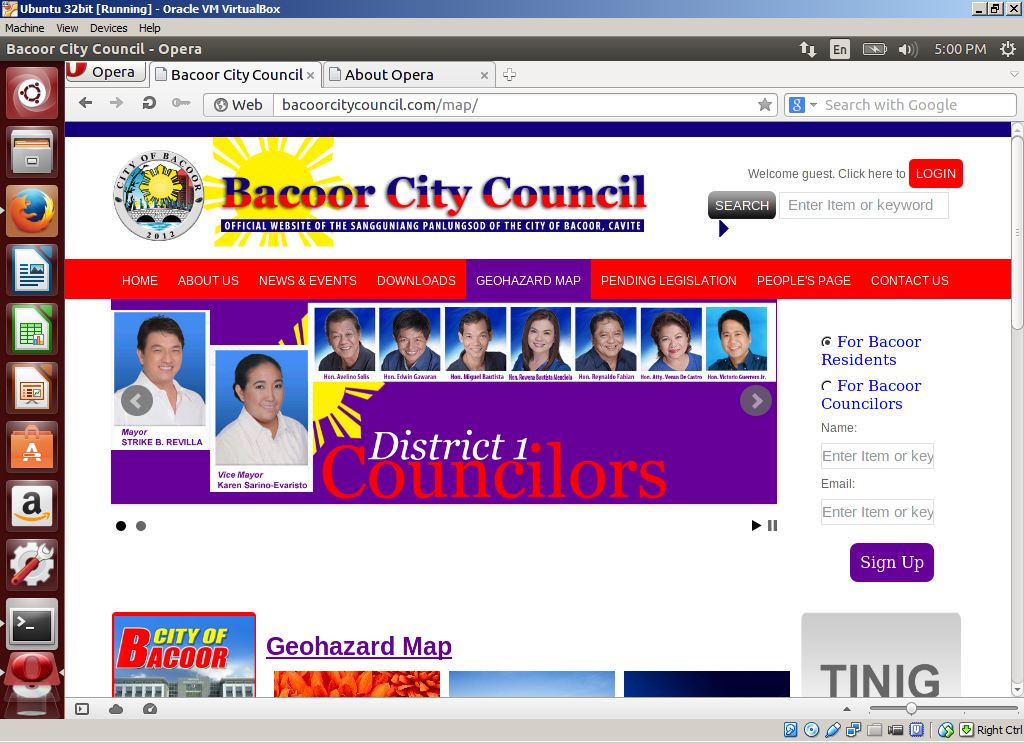 Ubuntu 32bit [Running] - Oracle VM VirtualBox
Machine View Devices Help
Bacoor City Council - Opera
En
5:00 PM
Opera
Bacoor City Council
About Opera
Web
bacoorcitycouncil.com/map/
Search with Google
CITY OF BACOOR
2012
Bacoor City Council
OFFICIAL WEBSITE OF THE SANGGUNIANG PANLUNGSOD OF THE CITY OF BACOOR, CAVITE
Welcome guest. Click here to LOGIN
SEARCH Enter Item or keyword
HOME ABOUT US NEWS & EVENTS DOWNLOADS GEOHAZARD MAP PENDING LEGISLATION PEOPLE'S PAGE CONTACT US
Hon. Avelino Solis Hon. Edwin Gawaran Hon. Miguel Bautista Hon. Rowena Bautista Mendiola Hon. Reynaldo Fabian Hon. Atty. Venus De Castro Hon. Victorio Guerrero Jr.
Mayor
STRIKE B. REVILLA
Vice Mayor
Karen Sarino-Evaristo
District 1
Councilors
For Bacoor
Residents
For Bacoor
Councilors
Name:
Enter Item or key
Email:
Enter Item or key
Sign Up
CITY OF
BACOOR
Geohazard Map
TINIG
Right Ctrl